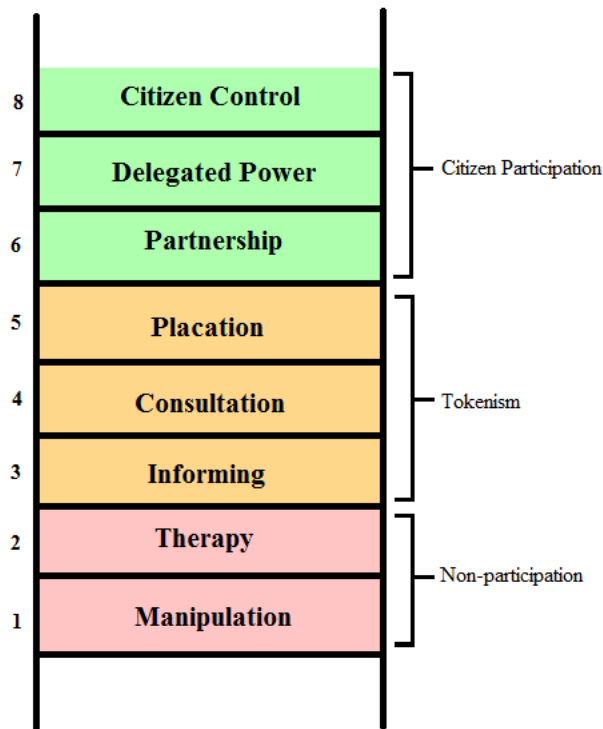 8 Citizen Control
7 Delegated Power
Citizen Participation
6 Partnership
5 Placation
4 Consultation
Tokenism
3 Informing
2 Therapy
Non-participation
1 Manipulation